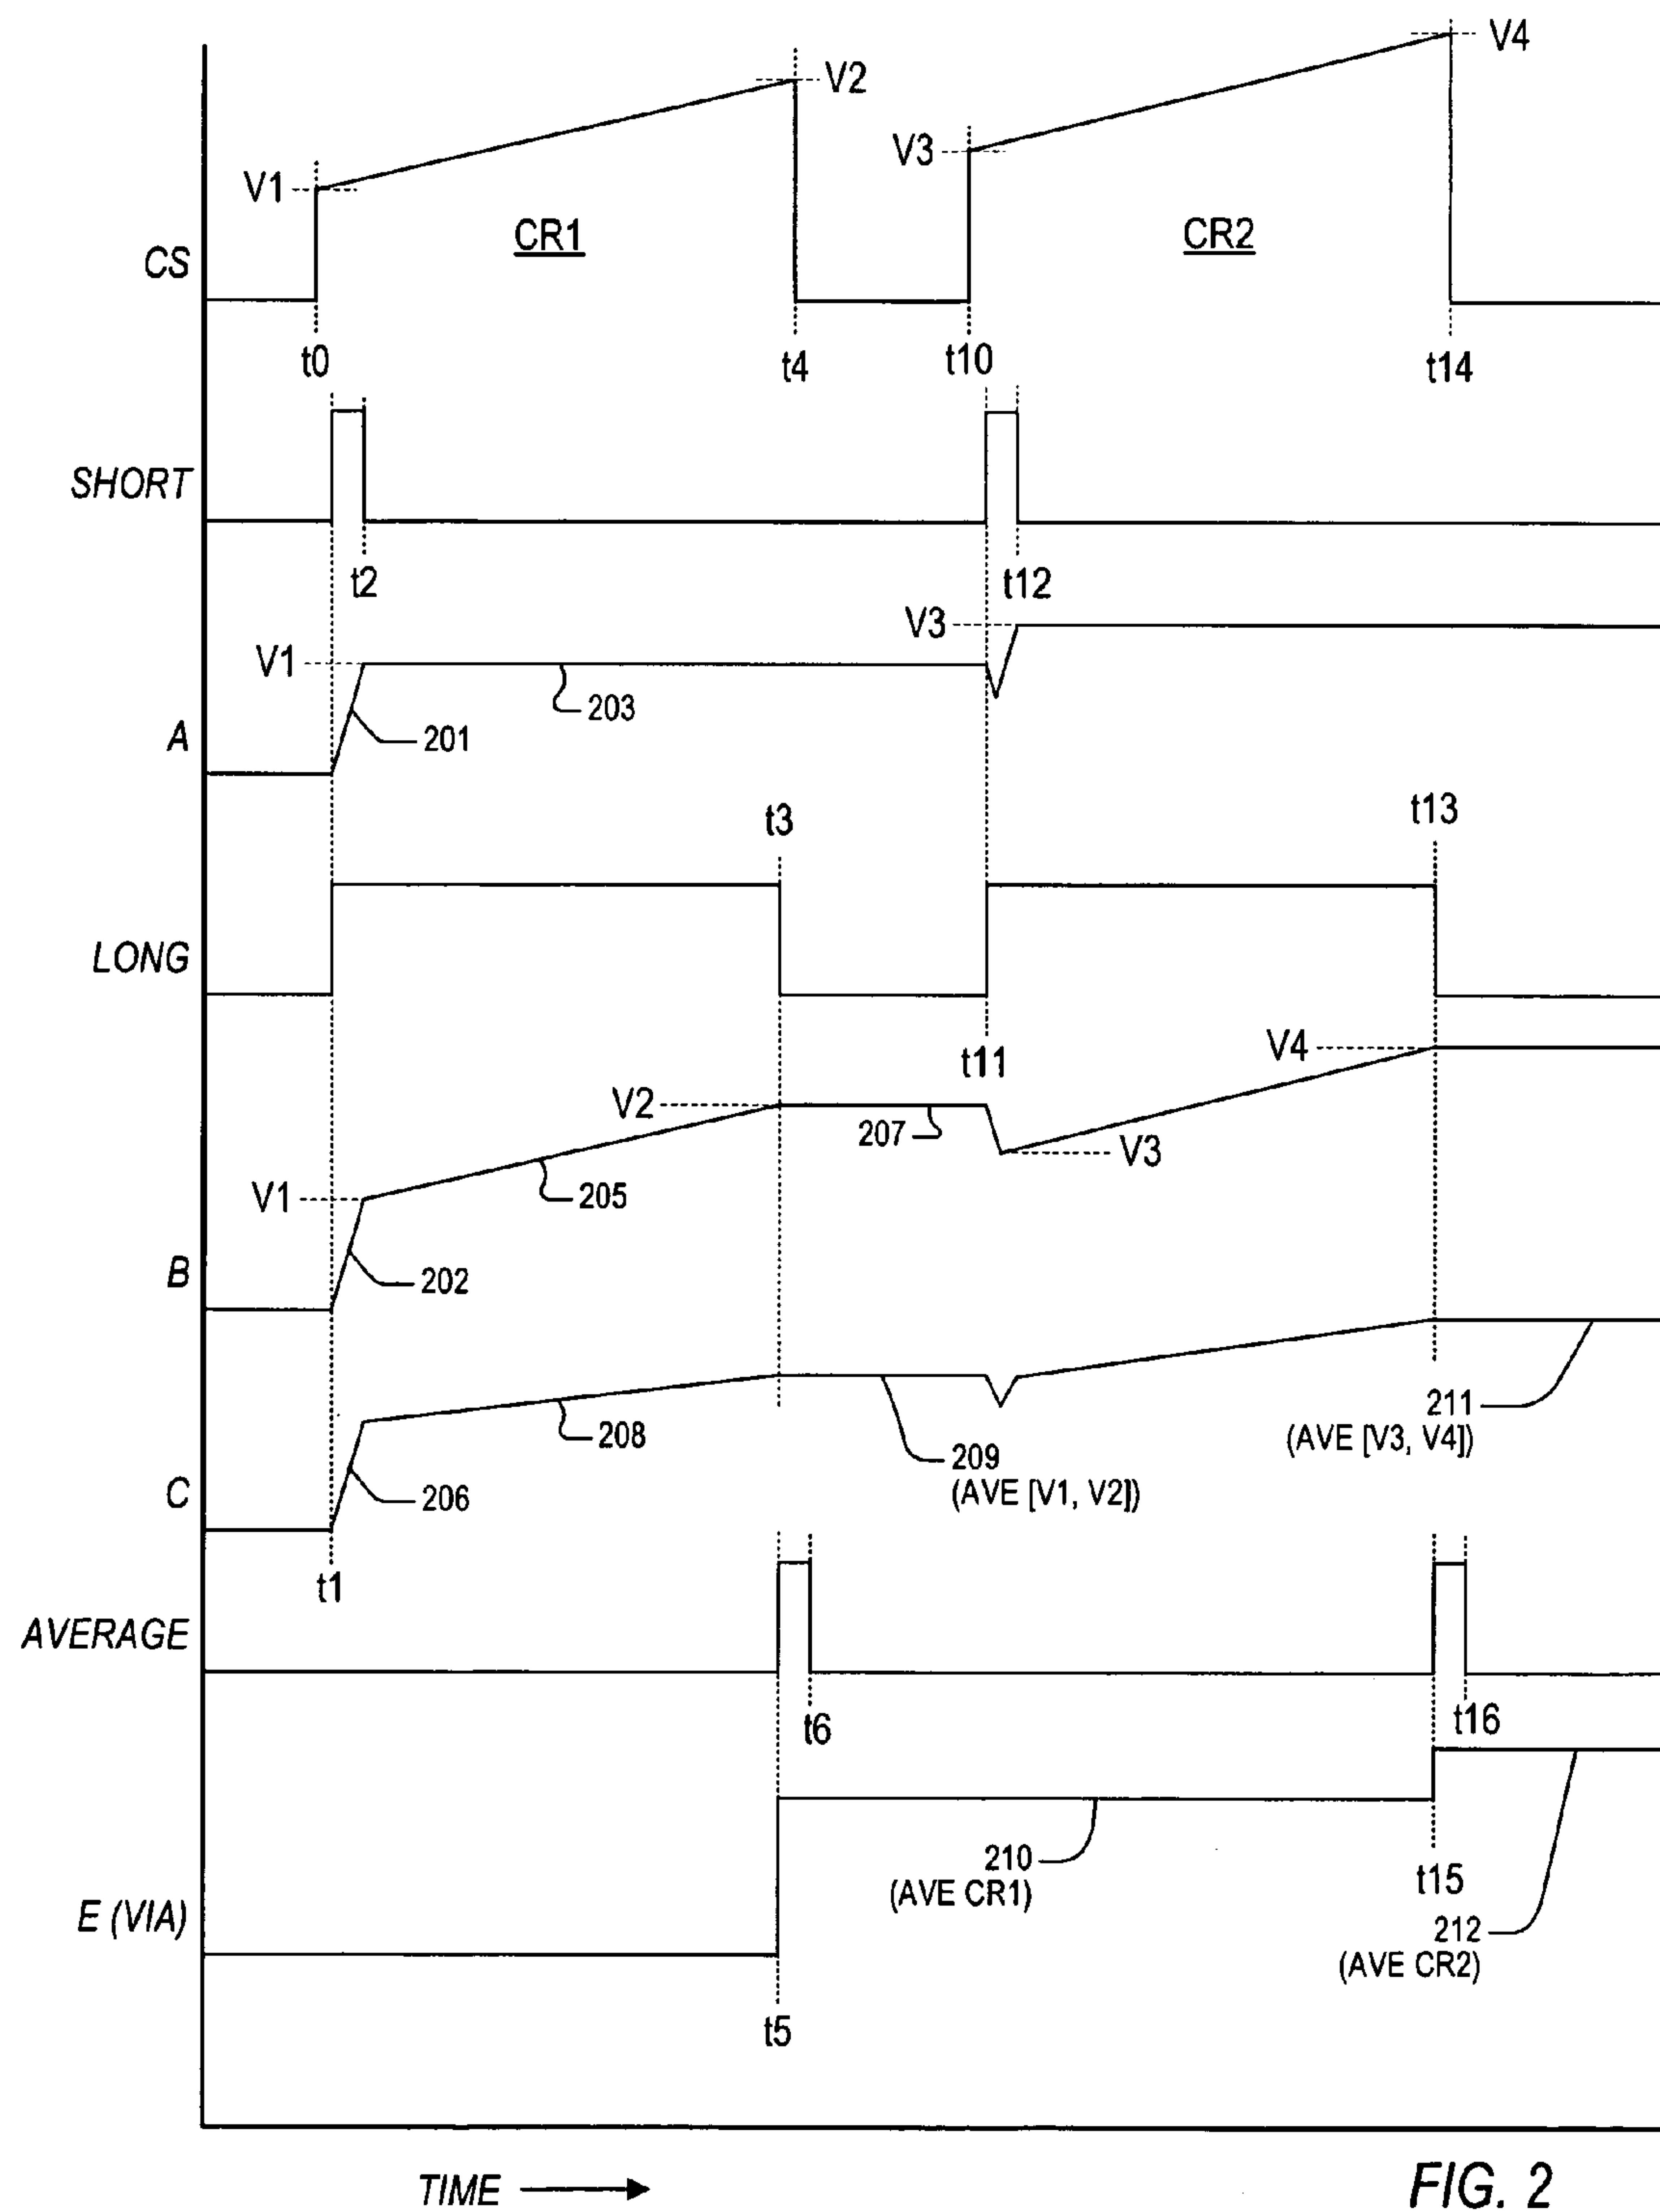 V4
V2
V3
V1
CR1
CR2
CS
t0
t4
t10
t14
SHORT
t2
t12
V3
V1
203
A
201
t3
t13
LONG
t11
V4
V2
207
V3
V1
205
B
202
211
(AVE [V3, V4])
208
209
(AVE [V1, V2])
C
206
t1
AVERAGE
t6
t16
210
(AVE CR1)
t15
E (VIA)
212
(AVE CR2)
t5
TIME
FIG. 2